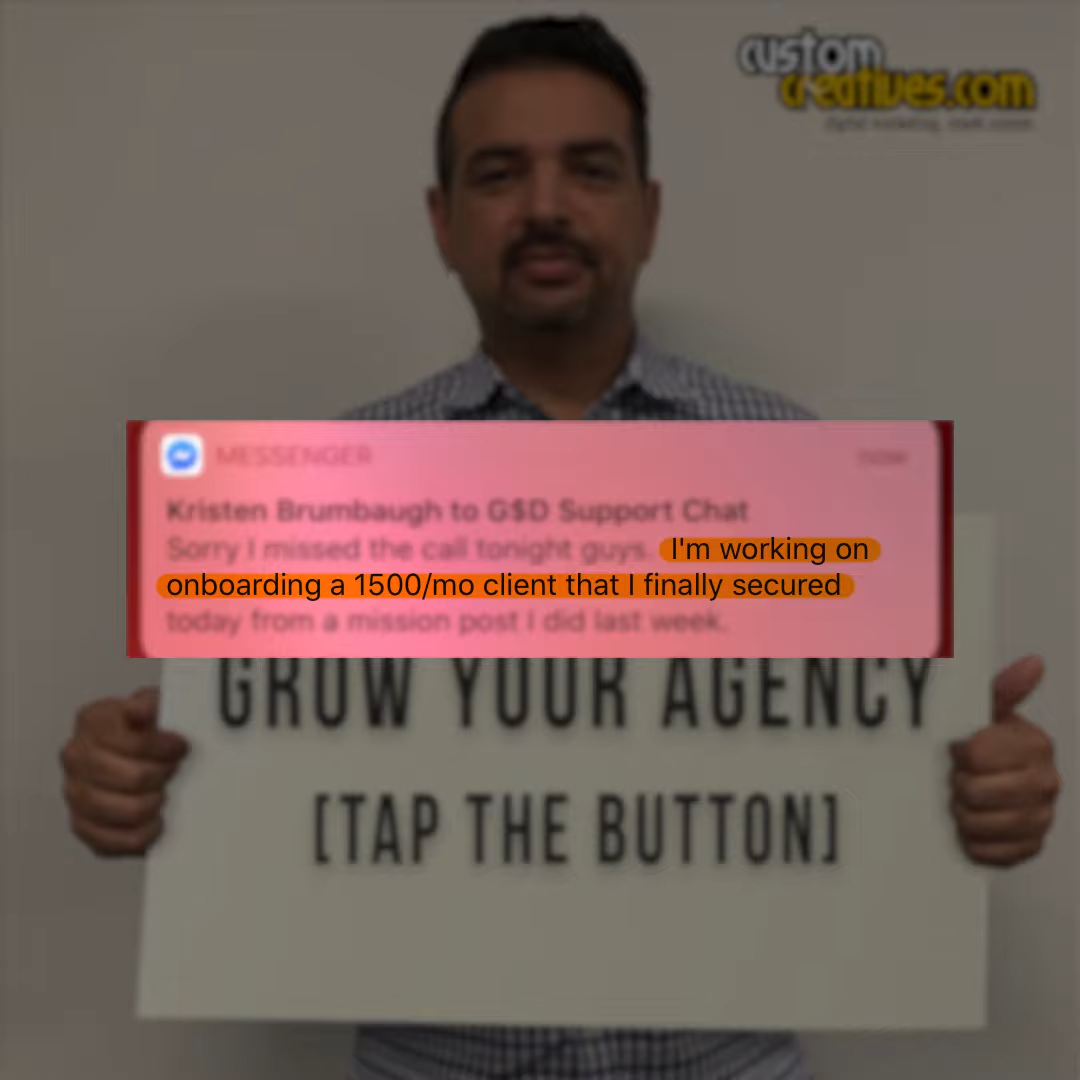 custom
creatives.com
MESSENGER
now
Kristen Brumbaugh to G$D Support Chat
Sorry I missed the call tonight guys. I'm working on
onboarding a 1500/mo client that I finally secured
today from a mission post I did last week.
GROW YOUR AGENCY
[TAP THE BUTTON]